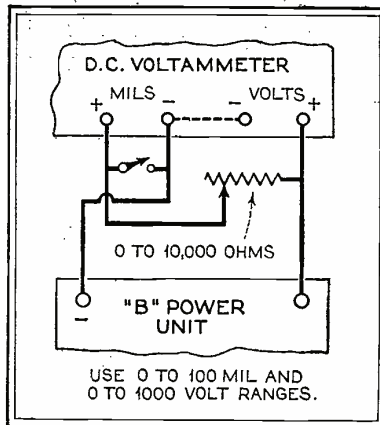 D.C. VOLTAMMETER
+ MILS - - VOLTS +
0 TO 10,000 OHMS
-
"B" POWER
UNIT
USE 0 TO 100 MIL AND
0 TO 1000 VOLT RANGES.